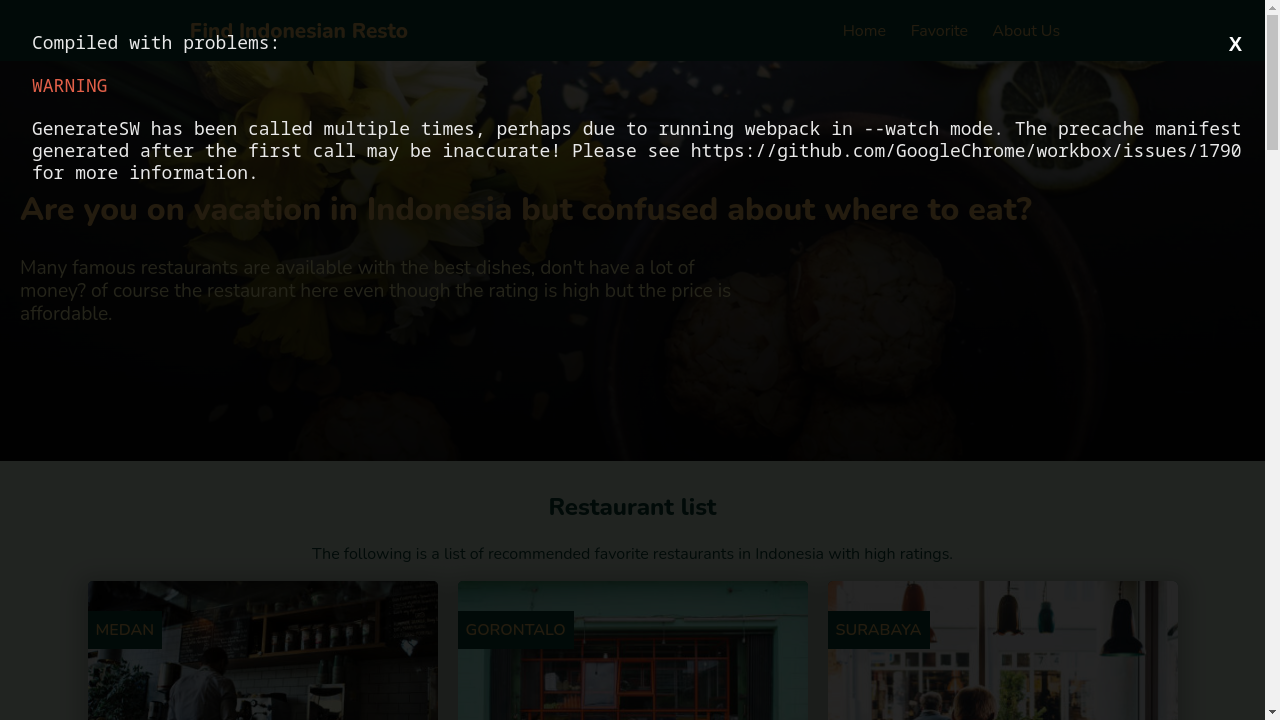 Find Indonesian Resto
Home Favorite About Us
Compiled with problems:
X
WARNING
GenerateSW has been called multiple times, perhaps due to running webpack in --watch mode. The precache manifest
generated after the first call may be inaccurate! Please see https://github.com/GoogleChrome/workbox/issues/1790
for more information.
Are you on vacation in Indonesia but confused about where to eat?
Many famous restaurants are available with the best dishes, don't have a lot of
money? of course the restaurant here even though the rating is high but the price is
affordable.
Restaurant list
The following is a list of recommended favorite restaurants in Indonesia with high ratings.
MEDAN
GORONTALO
SURABAYA